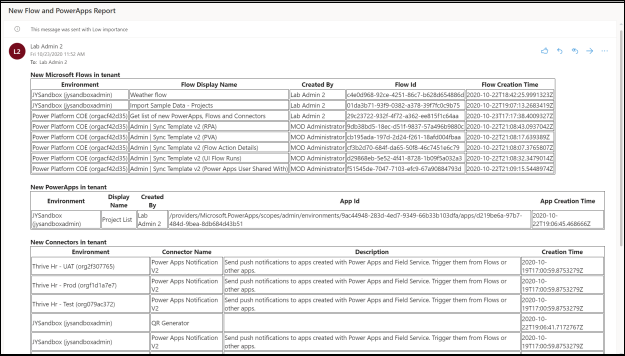 New Flow and PowerApps Report
This message was sent with Low importance
L2
Lab Admin 2
Fri 10/23/2020 11:52 AM
To: Lab Admin 2
New Microsoft Flows in tenant
Environment Flow Display Name Created By Flow Id Flow Creation Time
JYSandbox (jysandboxadmin) Weather flow Lab Admin 2 c4e0d968-92ce-4251-86c7-b628d654886d 2020-10-22T18:42:25.9991323Z
JYSandbox (jysandboxadmin) Import Sample Data - Projects Lab Admin 2 01da3b71-93f9-0382-a378-39f7fc0c9b75 2020-10-22T19:07:13.2683419Z
Power Platform COE (orgacf42d35) Get list of new PowerApps, Flows and Connectors Lab Admin 2 29c23722-932f-4f72-a362-ee815f1c64aa 2020-10-23T17:17:38.4009327Z
Power Platform COE (orgacf42d35) Admin | Sync Template v2 (RPA) MOD Administrator 9db38bd5-18ec-d51f-9837-57a496b9880c 2020-10-22T21:08:43.0937042Z
Power Platform COE (orgacf42d35) Admin | Sync Template v2 (PVA) MOD Administrator cb195ada-197d-2d24-f261-18afd004fbaa 2020-10-22T21:08:17.639389Z
Power Platform COE (orgacf42d35) Admin | Sync Template v2 (Flow Action Details) MOD Administrator cf3b2d70-684f-da65-50f8-46c7451e6c79 2020-10-22T21:08:07.3765807Z
Power Platform COE (orgacf42d35) Admin | Sync Template v2 (UI Flow Runs) MOD Administrator d29868eb-5e52-4f41-8728-1b09f5a032a3 2020-10-22T21:08:32.3479014Z
Power Platform COE (orgacf42d35) Admin | Sync Template v2 (Power Apps User Shared With) MOD Administrator f51545de-7047-7103-efc9-67a90884793d 2020-10-22T21:09:15.5448974Z
New PowerApps in tenant
Environment Display Name Created By App Id App Creation Time
JYSandbox (jysandboxadmin) Project List Lab Admin 2 /providers/Microsoft.PowerApps/scopes/admin/environments/9ac44948-283d-4ed7-9349-66b33b103dfa/apps/d219be6a-97b7-484d-9bea-8db684d43b51 2020-10-22T19:06:45.468666Z
New Connectors in tenant
Environment Connector Name Description Creation Time
Thrive Hr - UAT (org2f307765) Power Apps Notification V2 Send push notifications to apps created with Power Apps and Field Service. Trigger them from Flows or other apps. 2020-10-19T17:00:59.8753279Z
Thrive Hr - Prod (orgf1d1a7e7) Power Apps Notification V2 Send push notifications to apps created with Power Apps and Field Service. Trigger them from Flows or other apps. 2020-10-19T17:00:59.8753279Z
Thrive Hr - Test (org079ac372) Power Apps Notification V2 Send push notifications to apps created with Power Apps and Field Service. Trigger them from Flows or other apps. 2020-10-19T17:00:59.8753279Z
JYSandbox (jysandboxadmin) QR Generator 2020-10-22T19:06:41.7172767Z
JYSandbox (jysandboxadmin) Power Apps Notification V2 Send push notifications to apps created with Power Apps and Field Service. Trigger them from Flows or other apps. 2020-10-19T17:00:59.8753279Z